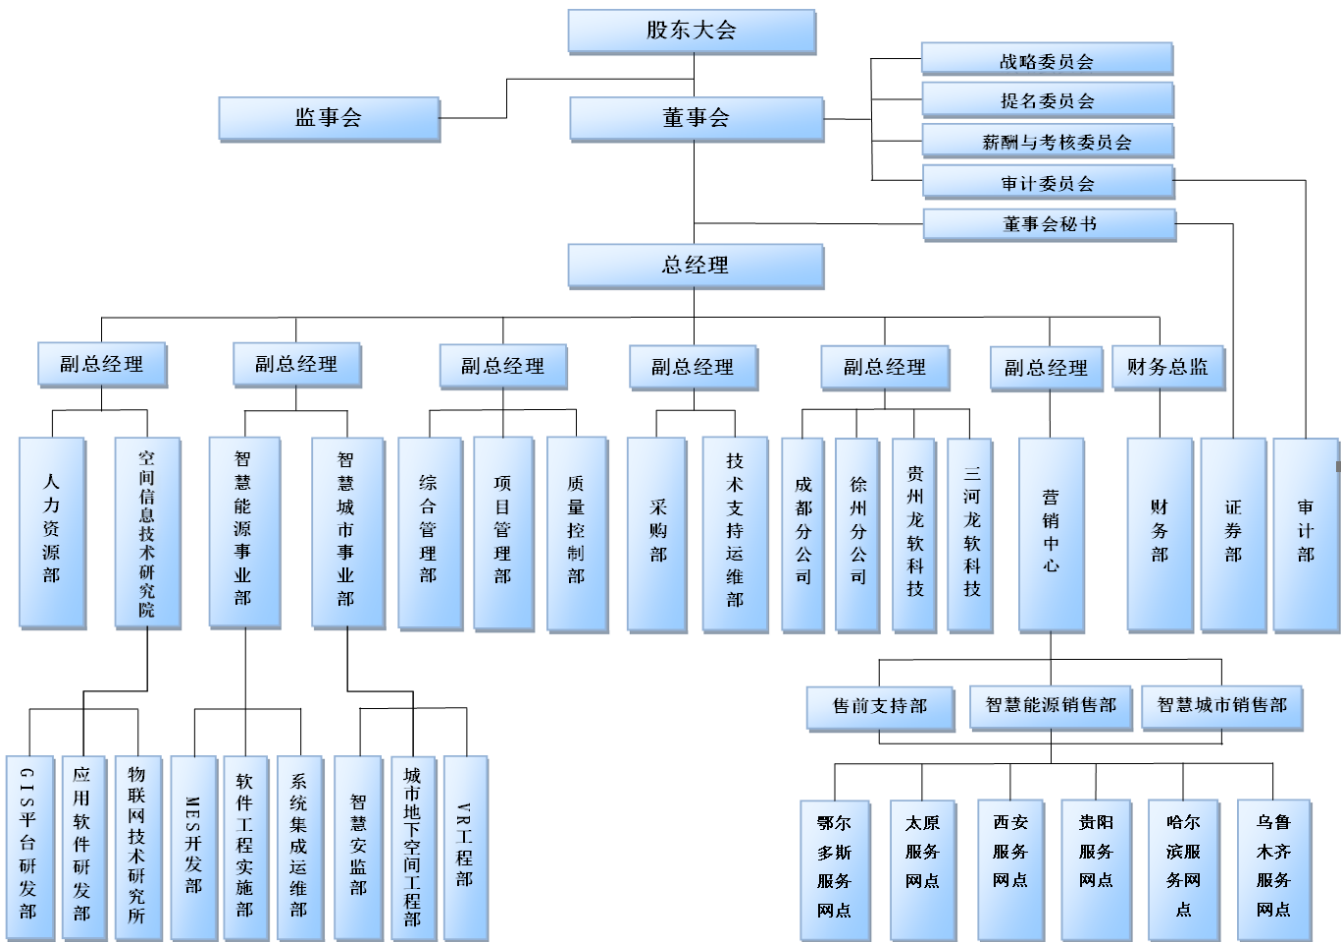 股东大会
战略委员会
提名委员会
监事会
董事会
薪酬与考核委员会
审计委员会
董事会秘书
总经理
副总经理
副总经理
副总经理
副总经理
副总经理
副总经理
财务总监
人力资源部
空间信息技术研究院
智慧能源事业部
智慧城市事业部
综合管理部
项目管理部
质量控制部
采购部
技术支持运维部
成都分公司
徐州分公司
贵州龙软科技
三河龙软科技
营销中心
财务部
证券部
审计部
售前支持部
智慧能源销售部
智慧城市销售部
GIS平台研发部
应用软件研发部
物联网技术研究所
MES开发部
软件工程实施部
系统集成运维部
智慧安监部
城市地下空间工程部
VR工程部
鄂尔
多斯
服务
网点
太原
服务
网点
西安
服务
网点
贵阳
服务
网点
哈尔
滨服
务网
点
乌鲁
木齐
服务
网点